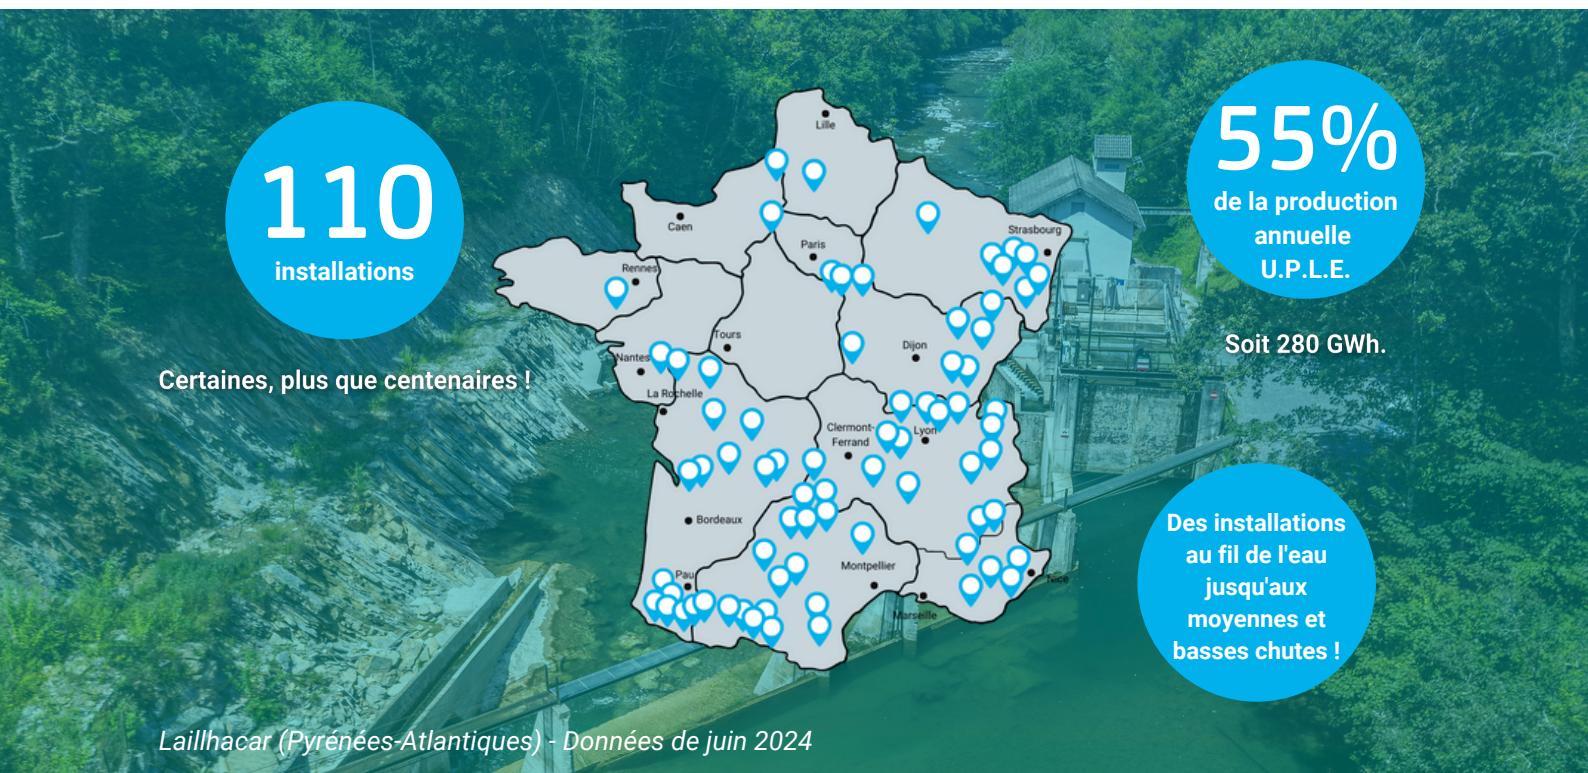 110
installations
Certaines, plus que centenaires !
Lille
Caen
Paris
Strasbourg
Rennes
Tours
Nantes
Dijon
La Rochelle
Clermont-
Ferrand
Lyon
Bordeaux
Pau
Montpellier
Nice
Marseille
55%
de la production
annuelle
U.P.L.E.
Soit 280 GWh.
Des installations
au fil de l'eau
jusqu'aux
moyennes et
basses chutes !
Laillhacar (Pyrénées-Atlantiques) - Données de juin 2024